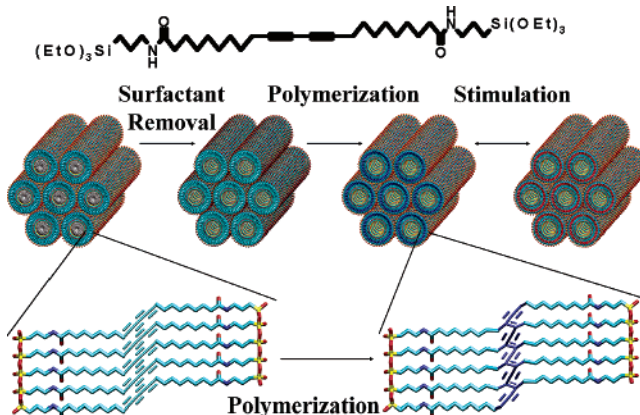 O
H
N
Si(OEt)3
(EtO)3Si
N
H
O
Surfactant
Removal
Polymerization
Stimulation
Polymerization